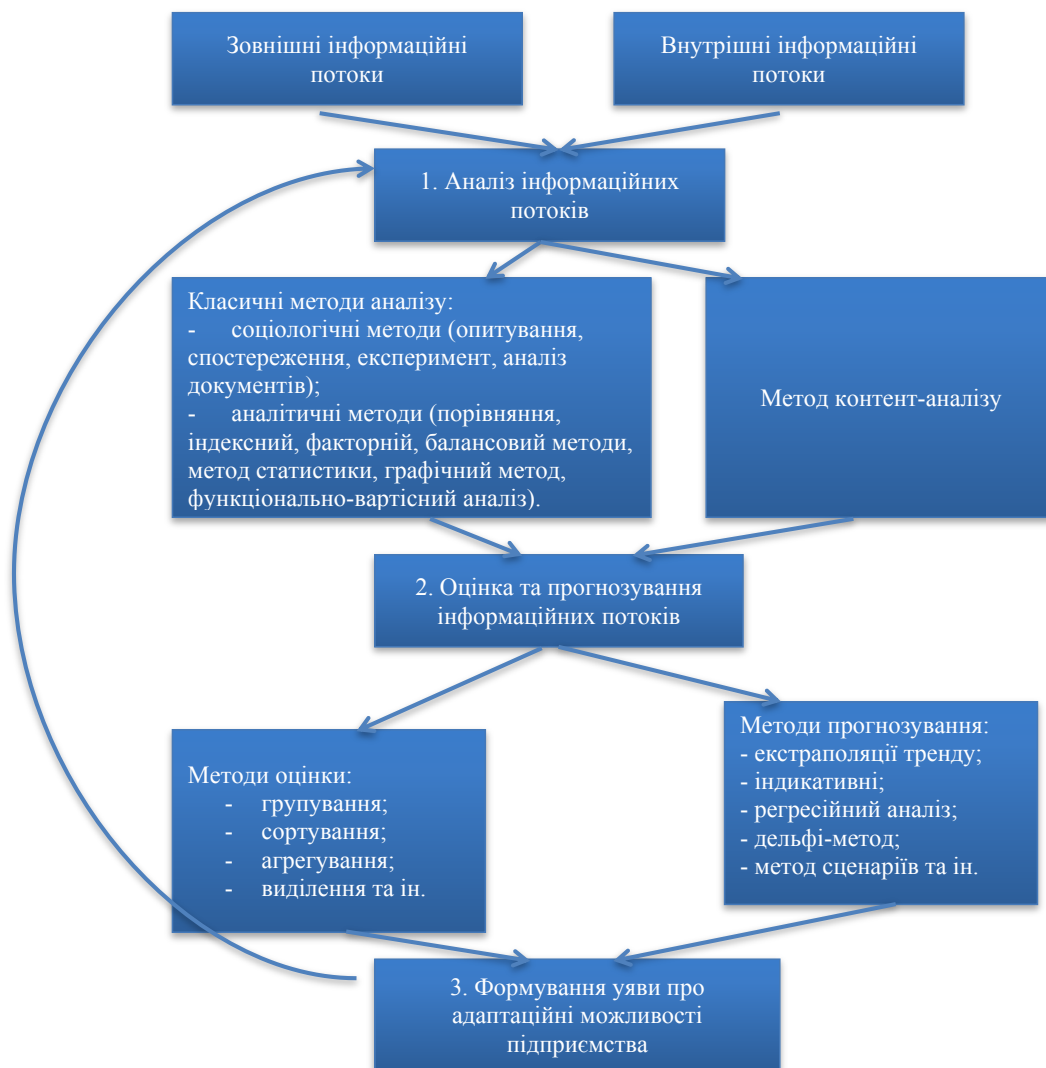 Зовнішні інформаційні
потоки
Внутрішні інформаційні
потоки
1. Аналіз інформаційних
потоків
Класичні методи аналізу:
- соціологічні методи (опитування,
спостереження, експеримент, аналіз
документів);
- аналітичні методи (порівняння,
індексний, факторній, балансовий методи,
метод статистики, графічний метод,
функціонально-вартісний аналіз).
Метод контент-аналізу
2. Оцінка та прогнозування
інформаційних потоків
Методи оцінки:
- групування;
- сортування;
- агрегування;
- виділення та ін.
Методи прогнозування:
- екстраполяції тренду;
- індикативні;
- регресійний аналіз;
- дельфі-метод;
- метод сценаріїв та ін.
3. Формування уяви про
адаптаційні можливості
підприємства